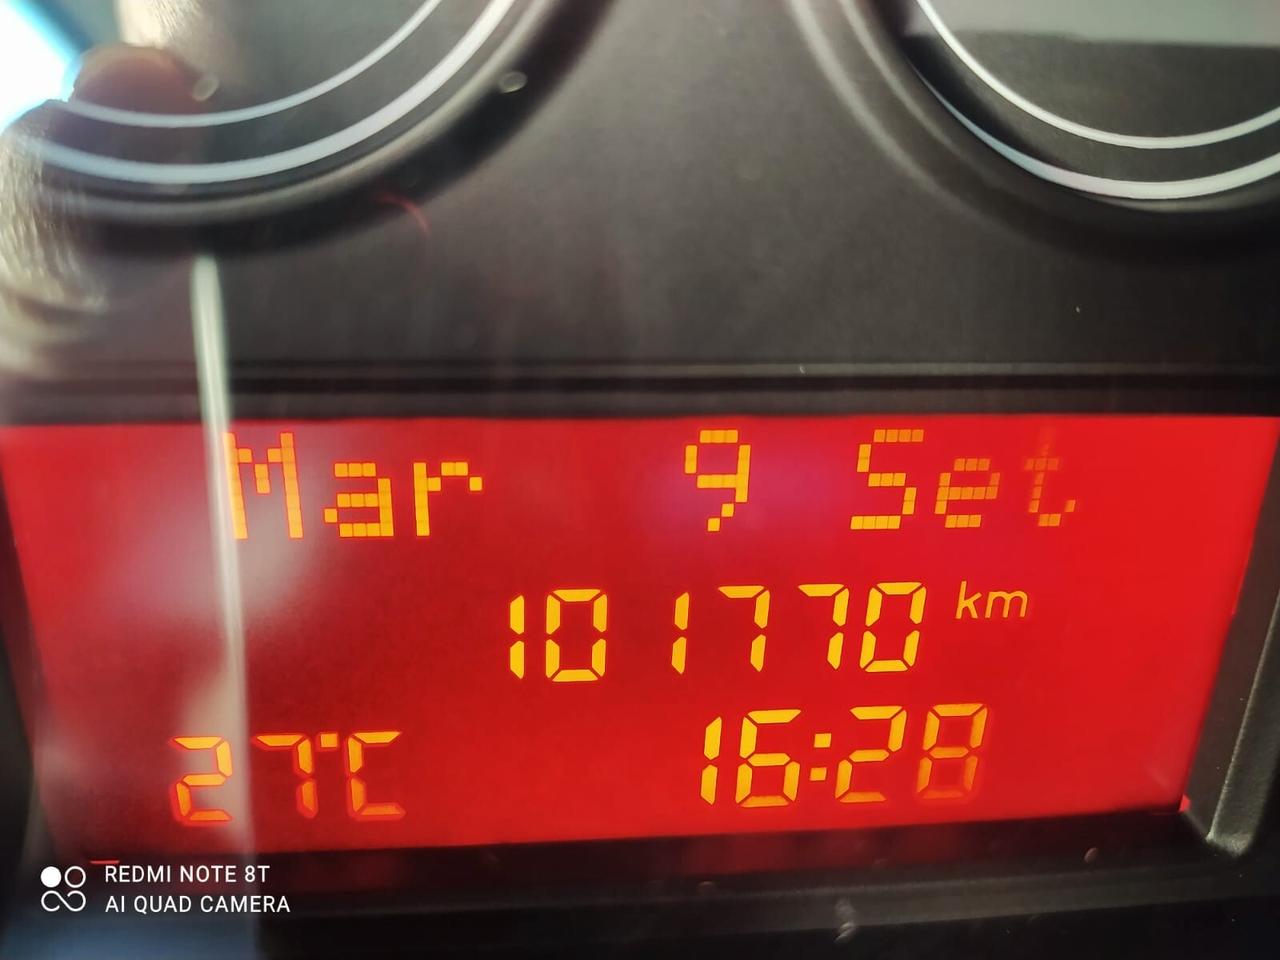 Mar 9 Set
101770 km
27°C 16:28
REDMI NOTE 8T
AI QUAD CAMERA